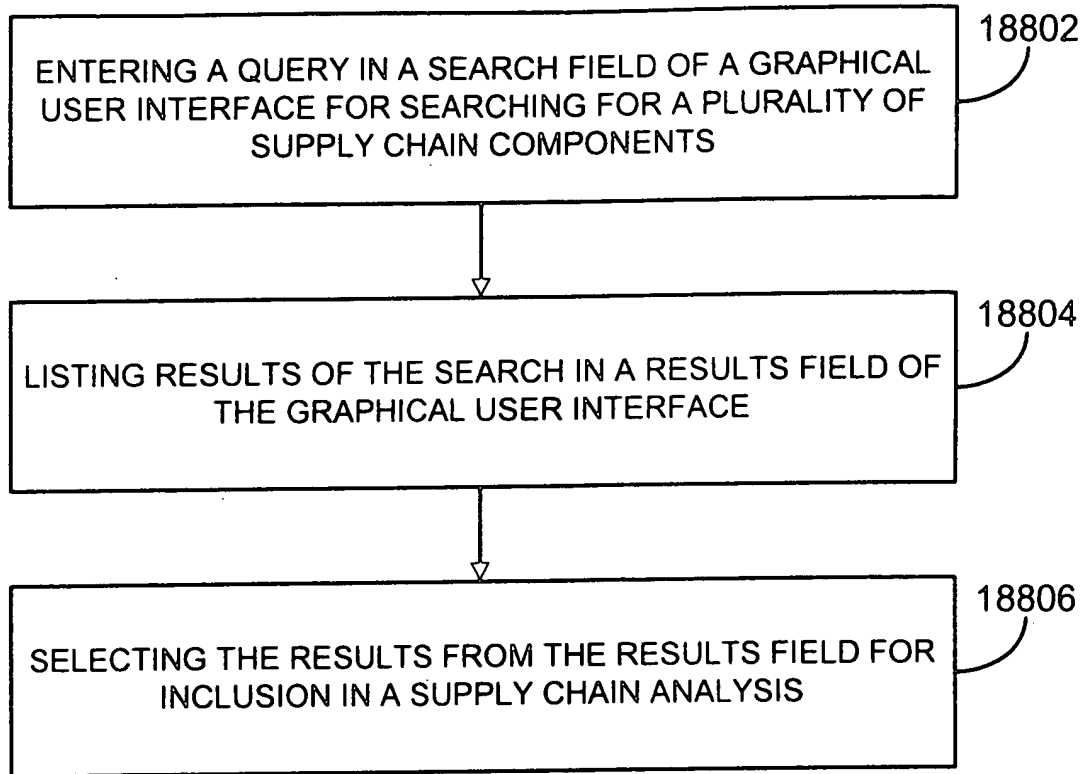 18802
ENTERING A QUERY IN A SEARCH FIELD OF A GRAPHICAL
USER INTERFACE FOR SEARCHING FOR A PLURALITY OF
SUPPLY CHAIN COMPONENTS
18804
LISTING RESULTS OF THE SEARCH IN A RESULTS FIELD OF
THE GRAPHICAL USER INTERFACE
18806
SELECTING THE RESULTS FROM THE RESULTS FIELD FOR
INCLUSION IN A SUPPLY CHAIN ANALYSIS